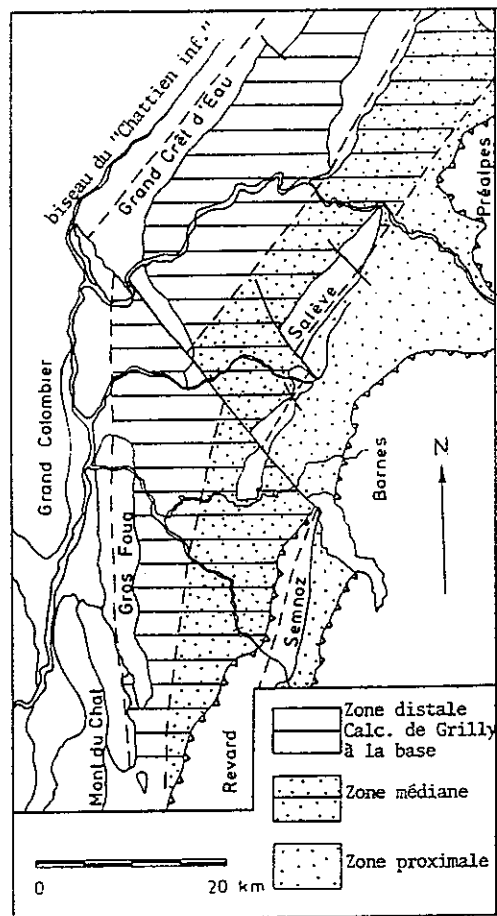 biseau du "Chattien inf."
Grand Crêt d'Eau
Préalpes
Salève
Grand Colombier
Bornes
N
Gros Foug
Semnoz
Mont du Chat
Revard
Zone distale
Calc. de Grilly
à la base
Zone médiane
Zone proximale
0 20 km